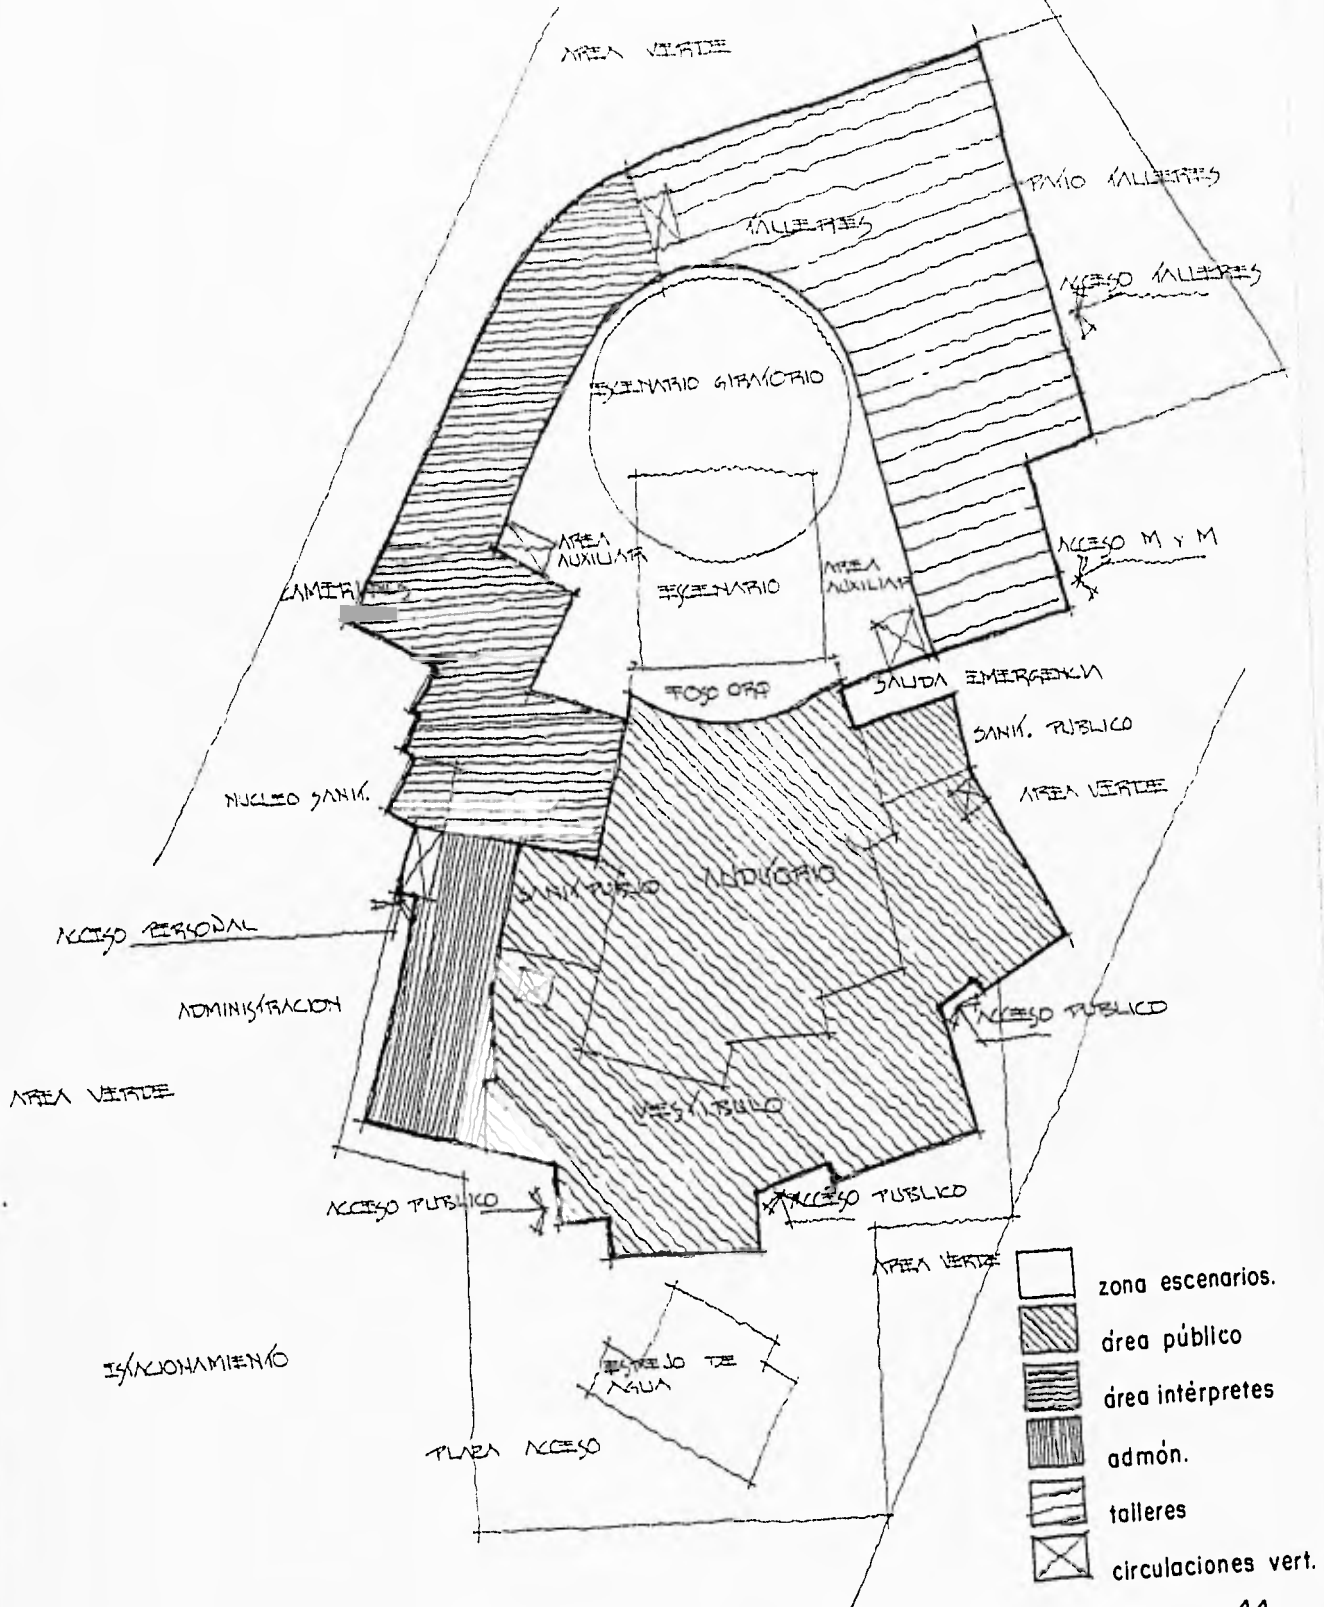 AREA VERDE
PATIO TALLERES
TALLERES
ACCESO TALLERES
ESCENARIO GIRATORIO
AREA
AUXILIAR
ACCESO M Y M
AREA
AUXILIAR
ESCENARIO
SALIDA EMERGENCIA
FOSO ORQ
SANIT. PUBLICO
NUCLEO SANIT.
AREA VERDE
SANIT PUBLICO
AUDITORIO
ACCESO PERSONAL
ADMINISTRACION
ACCESO PUBLICO
AREA VERDE
VESTIBULO
ACCESO PUBLICO
ACCESO PUBLICO
AREA VERDE
zona escenarios.
área público
ESTACIONAMIENTO
ESPEJO DE
AGUA
área intérpretes
PLAZA ACCESO
admón.
talleres
circulaciones vert.